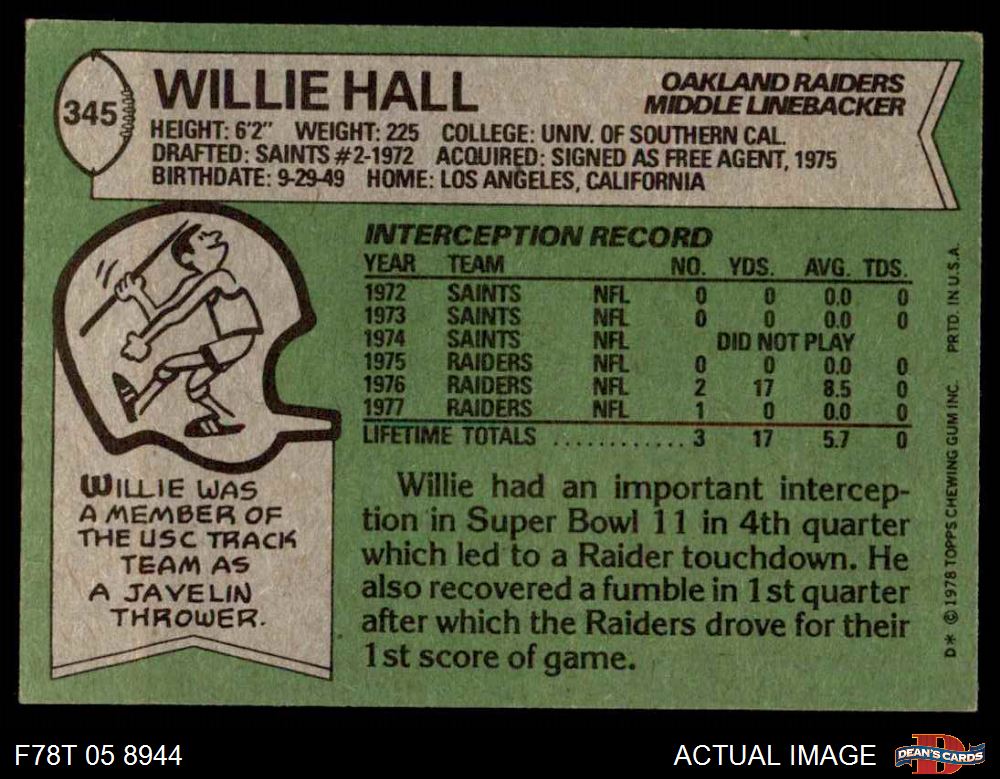 345
WILLIE HALL
OAKLAND RAIDERS
MIDDLE LINEBACKER
HEIGHT: 6'2" WEIGHT: 225 COLLEGE: UNIV. OF SOUTHERN CAL.
DRAFTED: SAINTS #2-1972 ACQUIRED: SIGNED AS FREE AGENT, 1975
BIRTHDATE: 9-29-49 HOME: LOS ANGELES, CALIFORNIA
INTERCEPTION RECORD
YEAR TEAM NO. YDS. AVG. TDS.
1972 SAINTS NFL 0 0 0.0 0
1973 SAINTS NFL 0 0 0.0 0
1974 SAINTS NFL DID NOT PLAY
1975 RAIDERS NFL 0 0 0.0 0
1976 RAIDERS NFL 2 17 8.5 0
1977 RAIDERS NFL 1 0 0.0 0
LIFETIME TOTALS ............ 3 17 5.7 0
WILLIE WAS
A MEMBER OF
THE USC TRACK
TEAM AS
A JAVELIN
THROWER.
Willie had an important intercep-
tion in Super Bowl 11 in 4th quarter
which led to a Raider touchdown. He
also recovered a fumble in 1st quarter
after which the Raiders drove for their
1st score of game.
D* ©1978 TOPPS CHEWING GUM INC. PRTD. IN U.S.A.
F78T 05 8944
ACTUAL IMAGE
D
DEAN'S CARDS